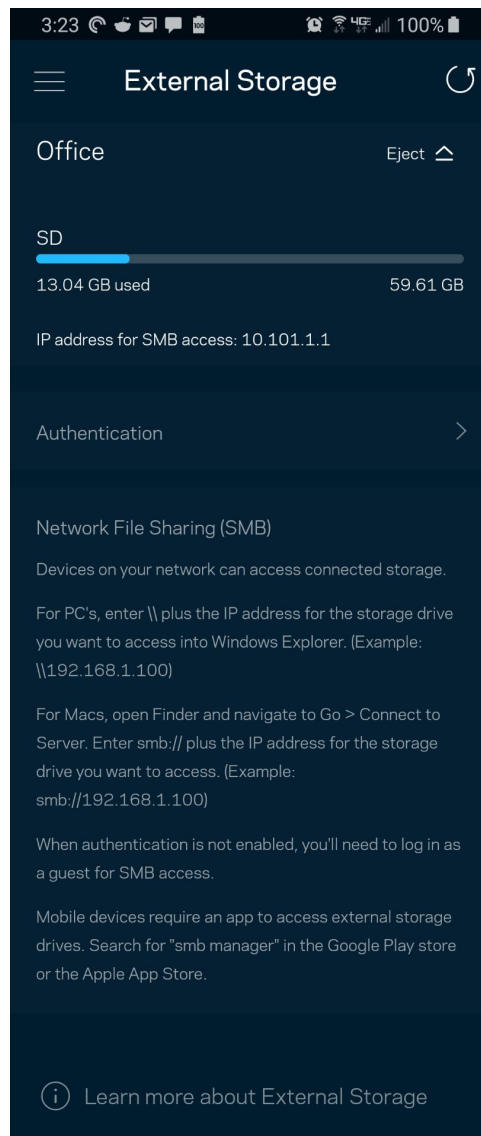 3:23 100 4G 100%
External Storage
Office Eject
SD
13.04 GB used 59.61 GB
IP address for SMB access: 10.101.1.1
Authentication
Network File Sharing (SMB)
Devices on your network can access connected storage.
For PC's, enter \\ plus the IP address for the storage drive
you want to access into Windows Explorer. (Example:
\\192.168.1.100)
For Macs, open Finder and navigate to Go > Connect to
Server. Enter smb:// plus the IP address for the storage
drive you want to access. (Example:
smb://192.168.1.100)
When authentication is not enabled, you'll need to log in as
a guest for SMB access.
Mobile devices require an app to access external storage
drives. Search for "smb manager" in the Google Play store
or the Apple App Store.
Learn more about External Storage